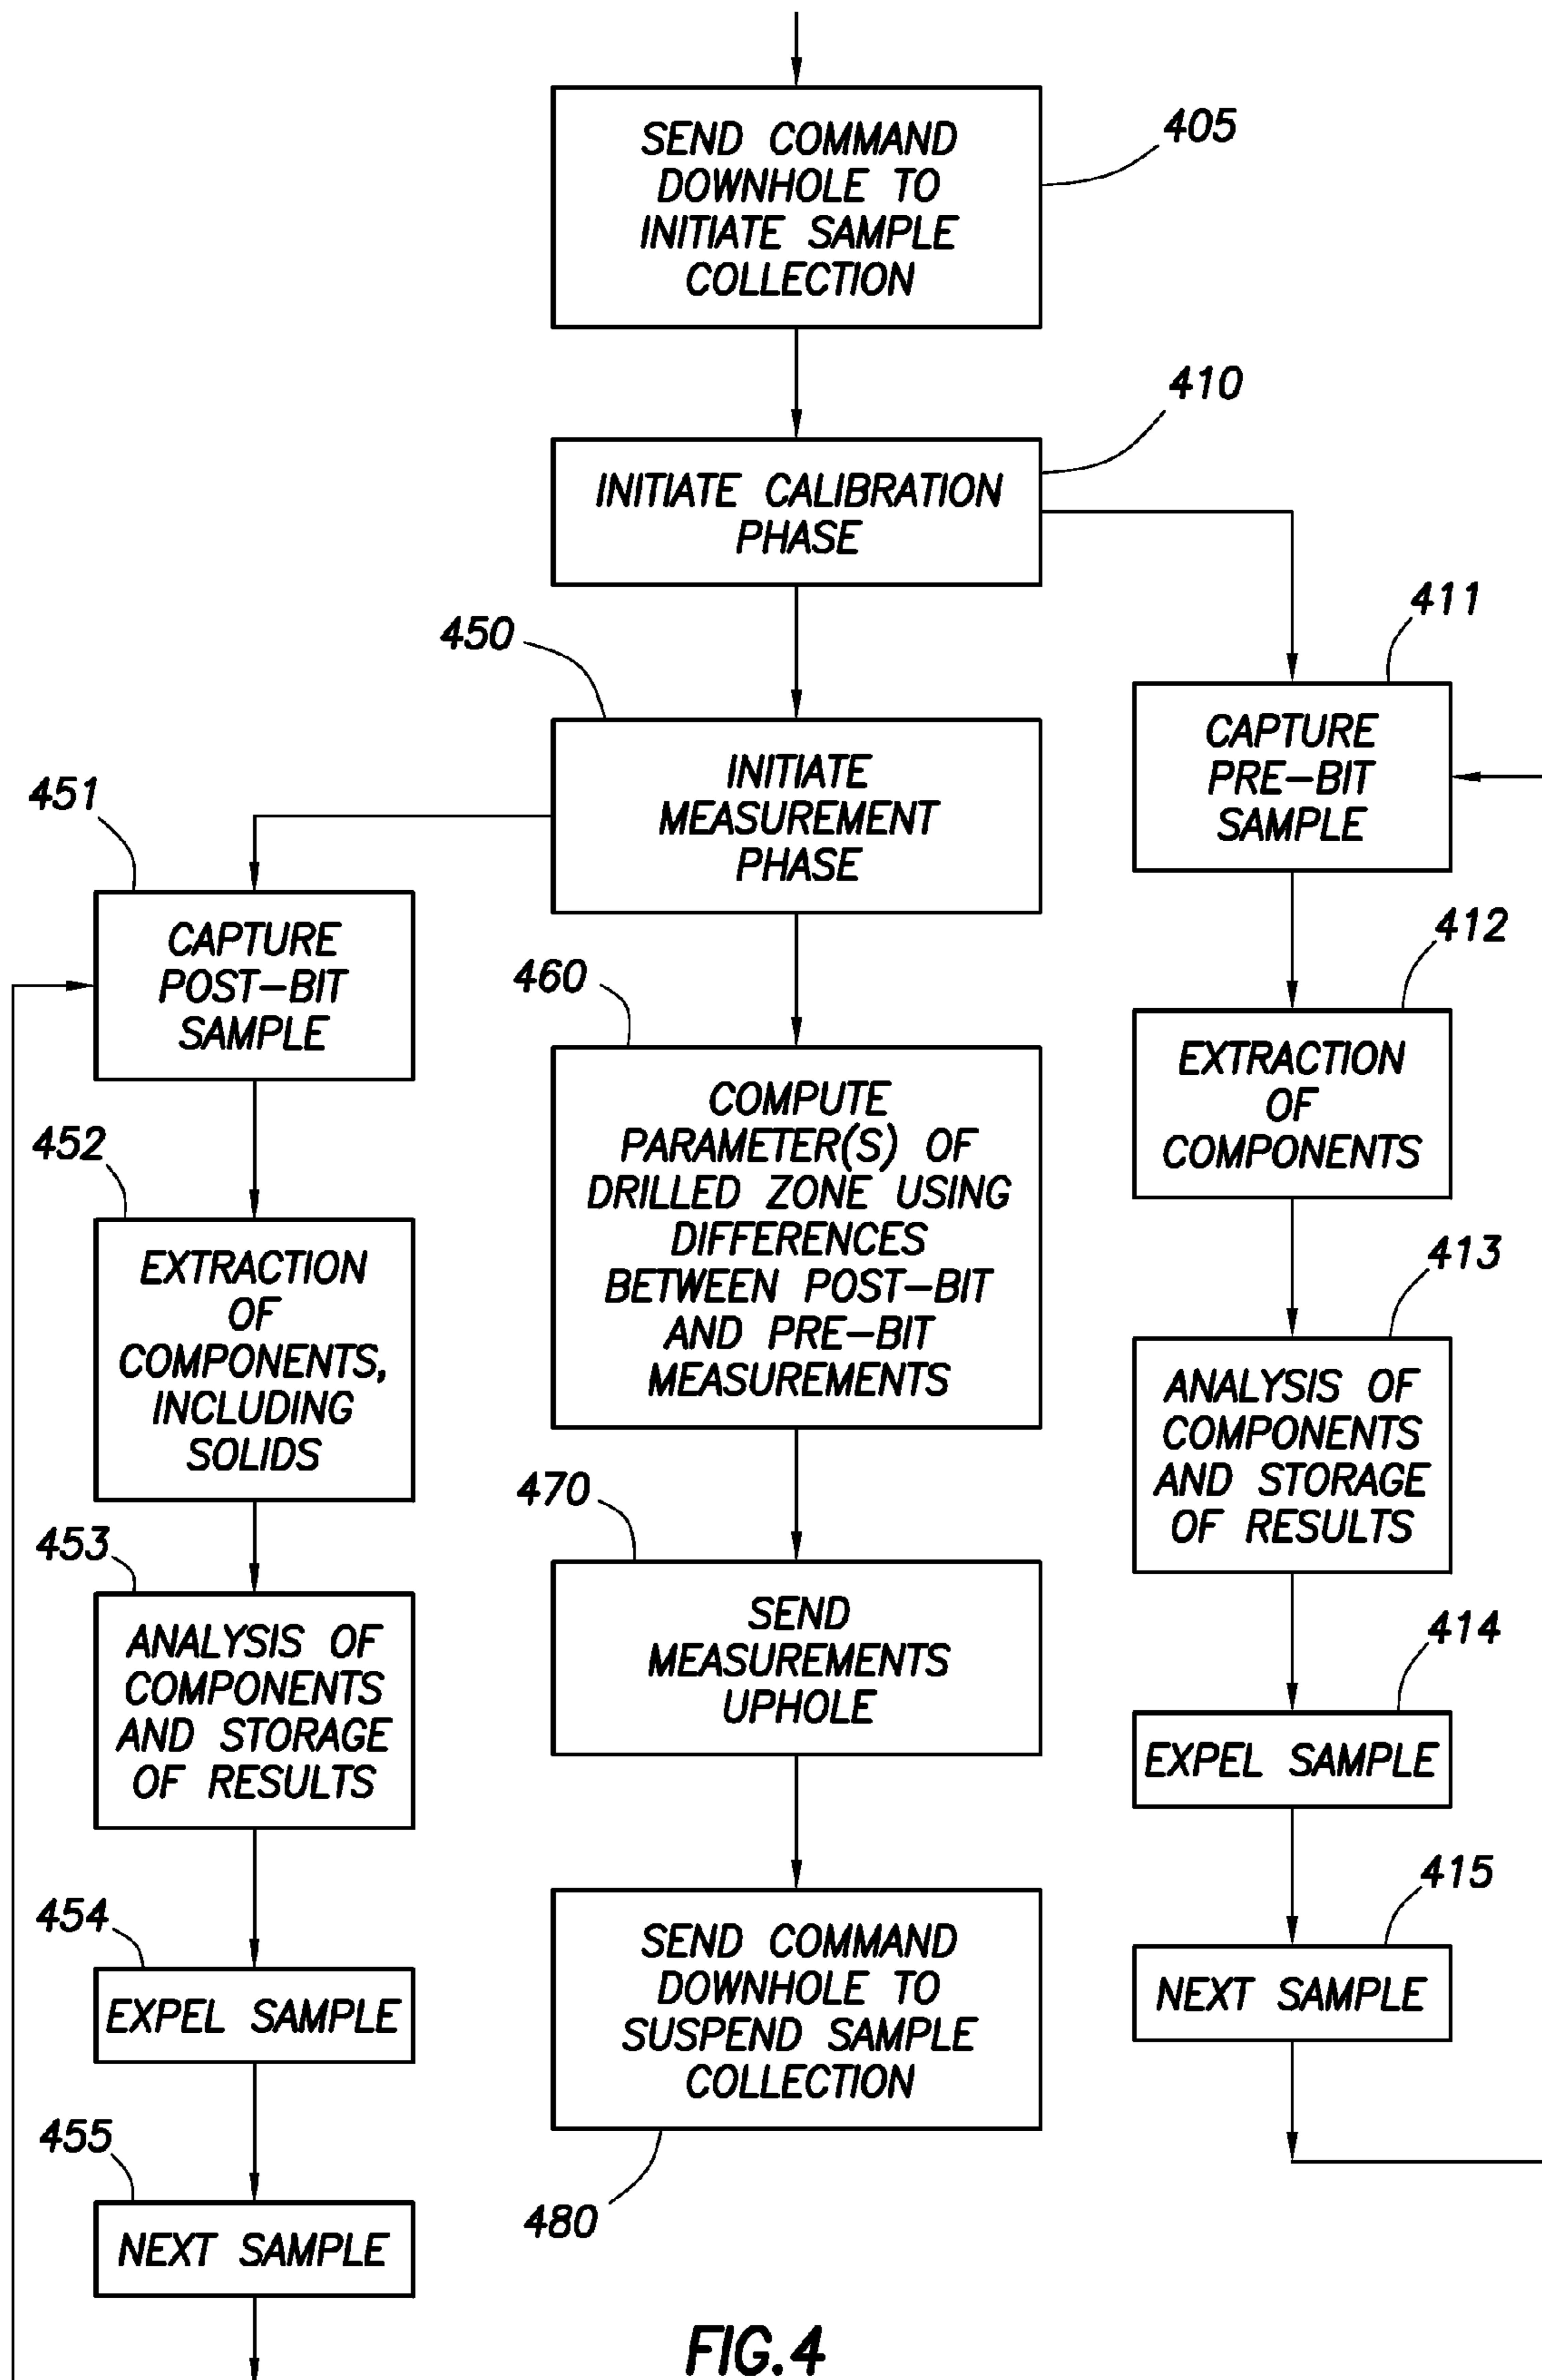 SEND COMMAND
DOWNHOLE TO
INITIATE SAMPLE
COLLECTION
405
INITIATE CALIBRATION
PHASE
410
INITIATE
MEASUREMENT
PHASE
450
COMPUTE
PARAMETER(S) OF
DRILLED ZONE USING
DIFFERENCES
BETWEEN POST-BIT
AND PRE-BIT
MEASUREMENTS
460
SEND
MEASUREMENTS
UPHOLE
470
SEND COMMAND
DOWNHOLE TO
SUSPEND SAMPLE
COLLECTION
480
451
CAPTURE
POST-BIT
SAMPLE
452
EXTRACTION
OF
COMPONENTS,
INCLUDING
SOLIDS
453
ANALYSIS OF
COMPONENTS
AND STORAGE
OF RESULTS
454
EXPEL SAMPLE
455
NEXT SAMPLE
411
CAPTURE
PRE-BIT
SAMPLE
412
EXTRACTION
OF
COMPONENTS
413
ANALYSIS OF
COMPONENTS
AND STORAGE
OF RESULTS
414
EXPEL SAMPLE
415
NEXT SAMPLE
FIG.4